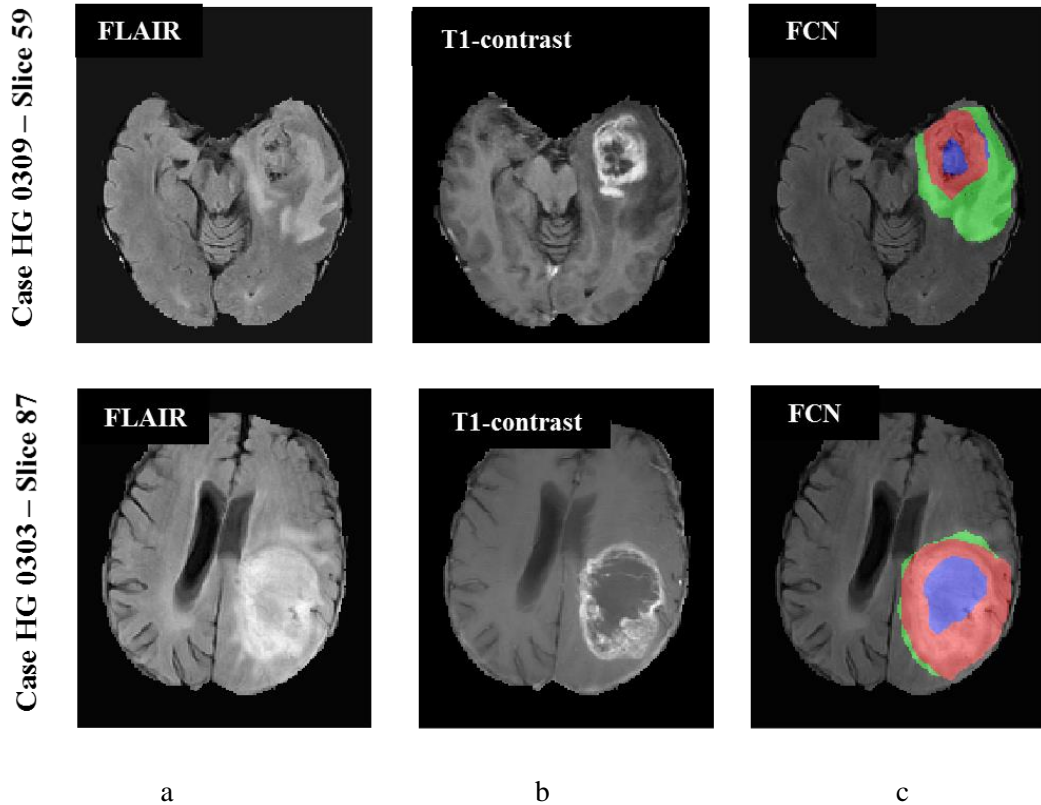 Case HG 0309 – Slice 59
FLAIR
T1-contrast
FCN
Case HG 0303 – Slice 87
FLAIR
T1-contrast
FCN
a
b
c